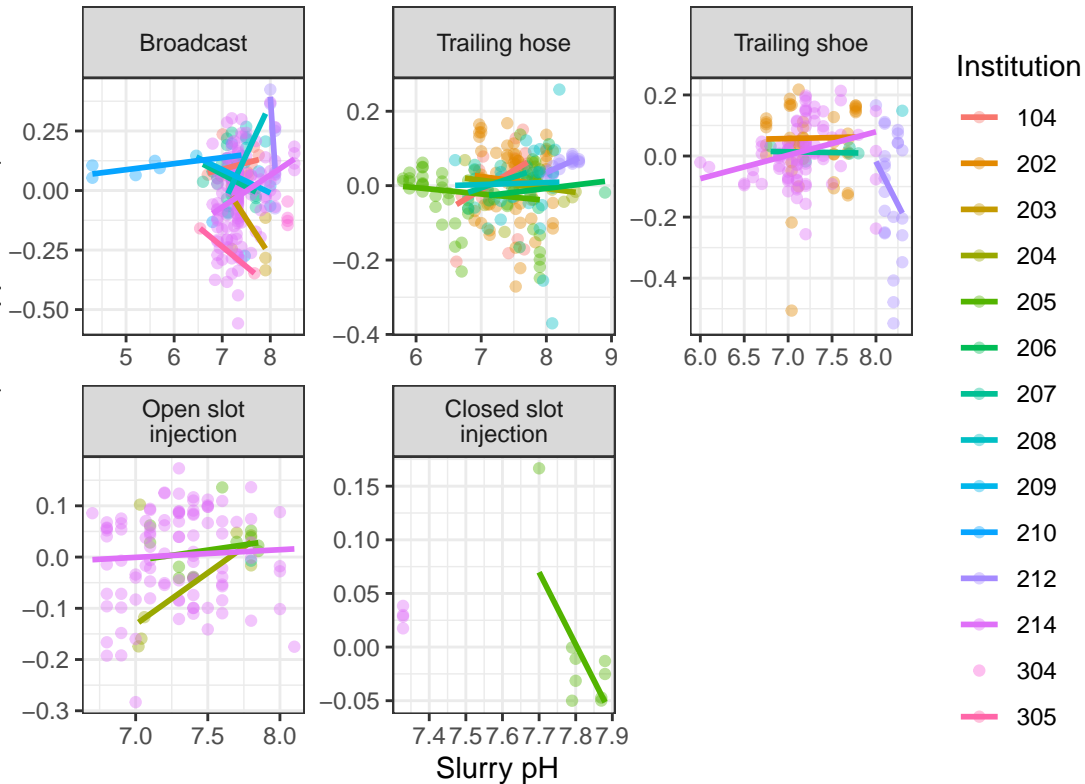 Broadcast
Trailing hose
Trailing shoe
0.25
0.00
−0.25
−0.50
5 6 7 8
0.2
0.0
−0.2
−0.4
6 7 8 9
0.2
0.0
−0.2
−0.4
6.0 6.5 7.0 7.5 8.0
Open slot
injection
Closed slot
injection
0.1
0.0
−0.1
−0.2
−0.3
7.0 7.5 8.0
0.15
0.10
0.05
0.00
−0.05
7.4 7.5 7.6 7.7 7.8 7.9
Slurry pH
Institution
104
202
203
204
205
206
207
208
209
210
212
214
304
305